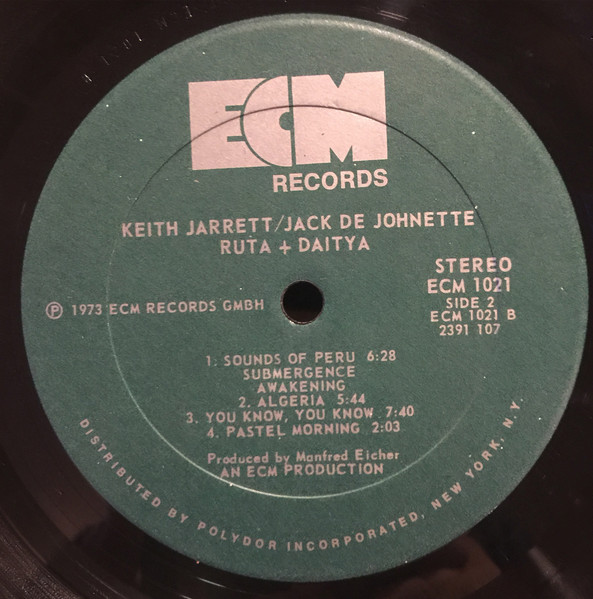 ECM
RECORDS
KEITH JARRETT/JACK DE JOHNETTE
RUTA + DAITYA
STEREO
ECM 1021
SIDE 2
ECM 1021 B
2391 107
℗ 1973 ECM RECORDS GMBH
1. SOUNDS OF PERU 6:28
SUBMERGENCE
AWAKENING
2. ALGERIA 5:44
3. YOU KNOW, YOU KNOW 7:40
4. PASTEL MORNING 2:03
Produced by Manfred Eicher
AN ECM PRODUCTION
DISTRIBUTED BY POLYDOR INCORPORATED, NEW YORK, N.Y.